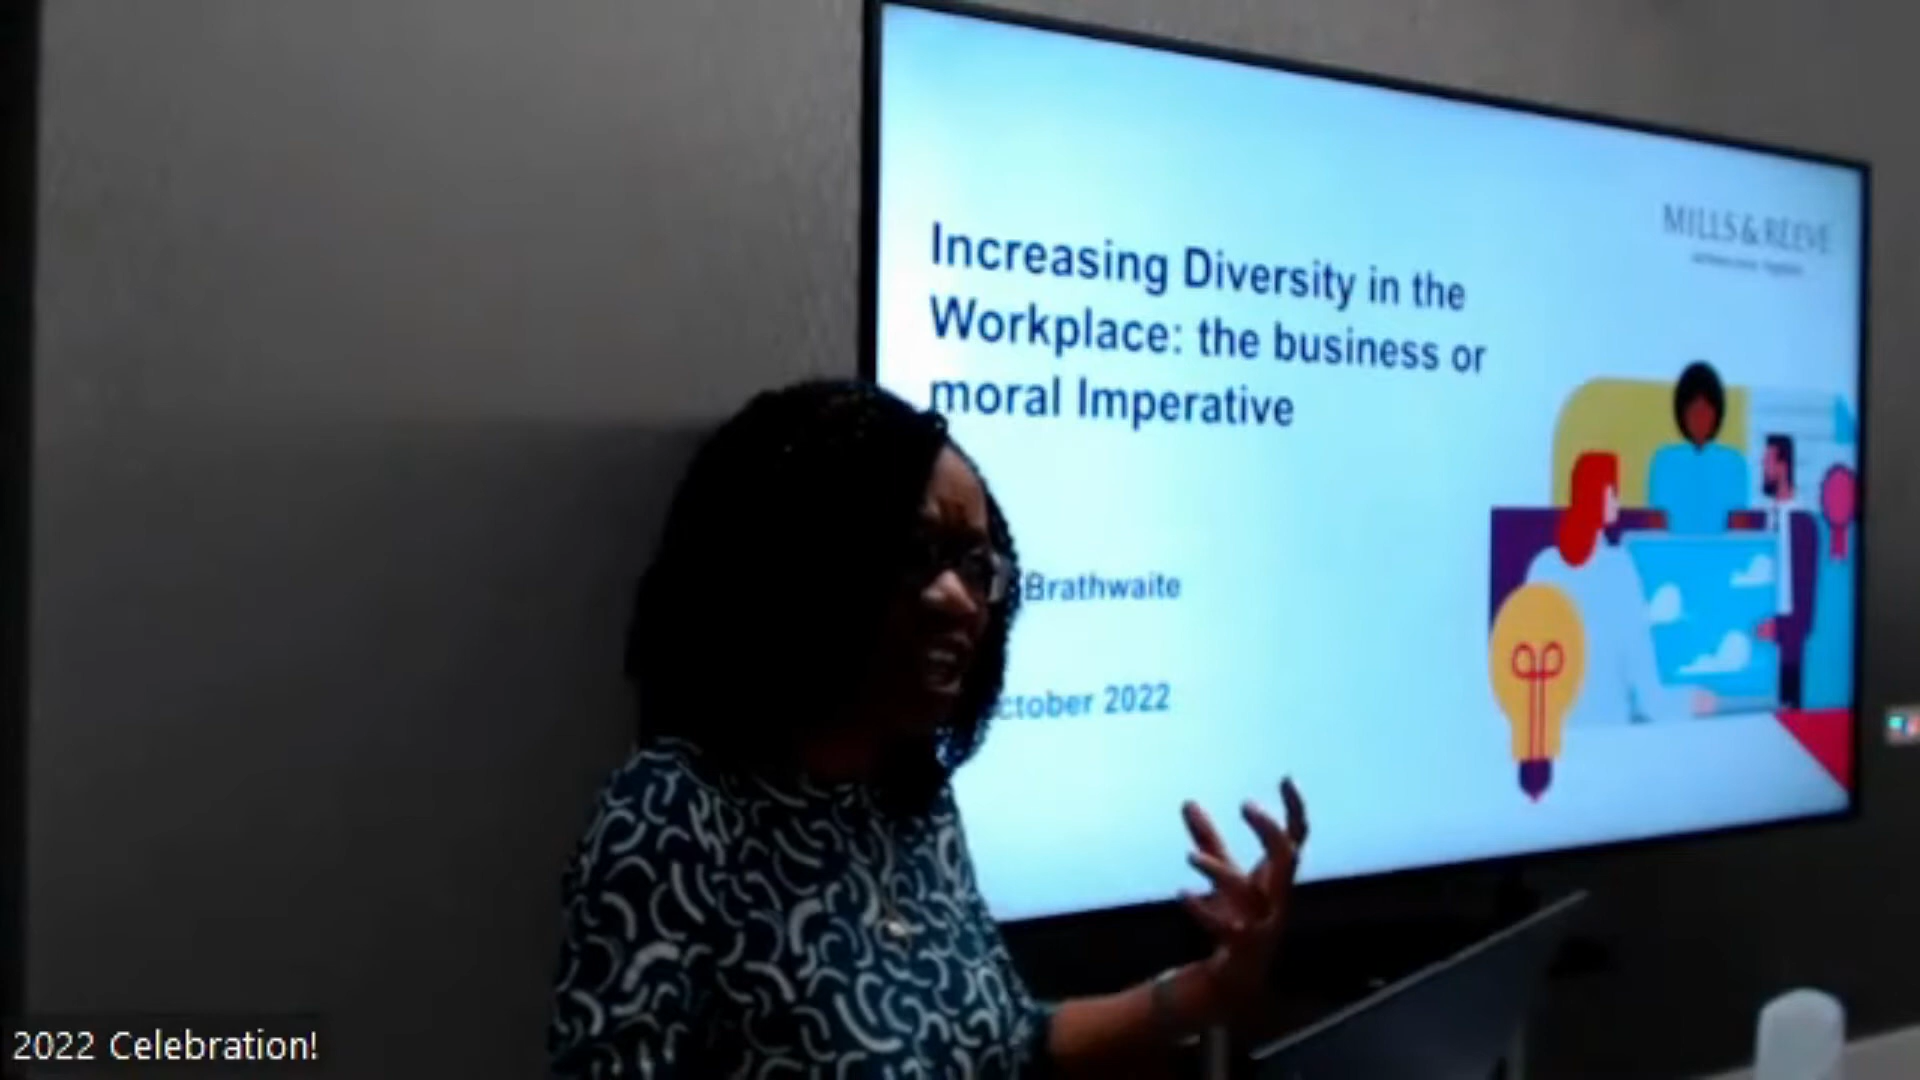 MILLS & REEVE
Increasing Diversity in the
Workplace: the business or
moral Imperative
Brathwaite
ctober 2022
2022 Celebration!